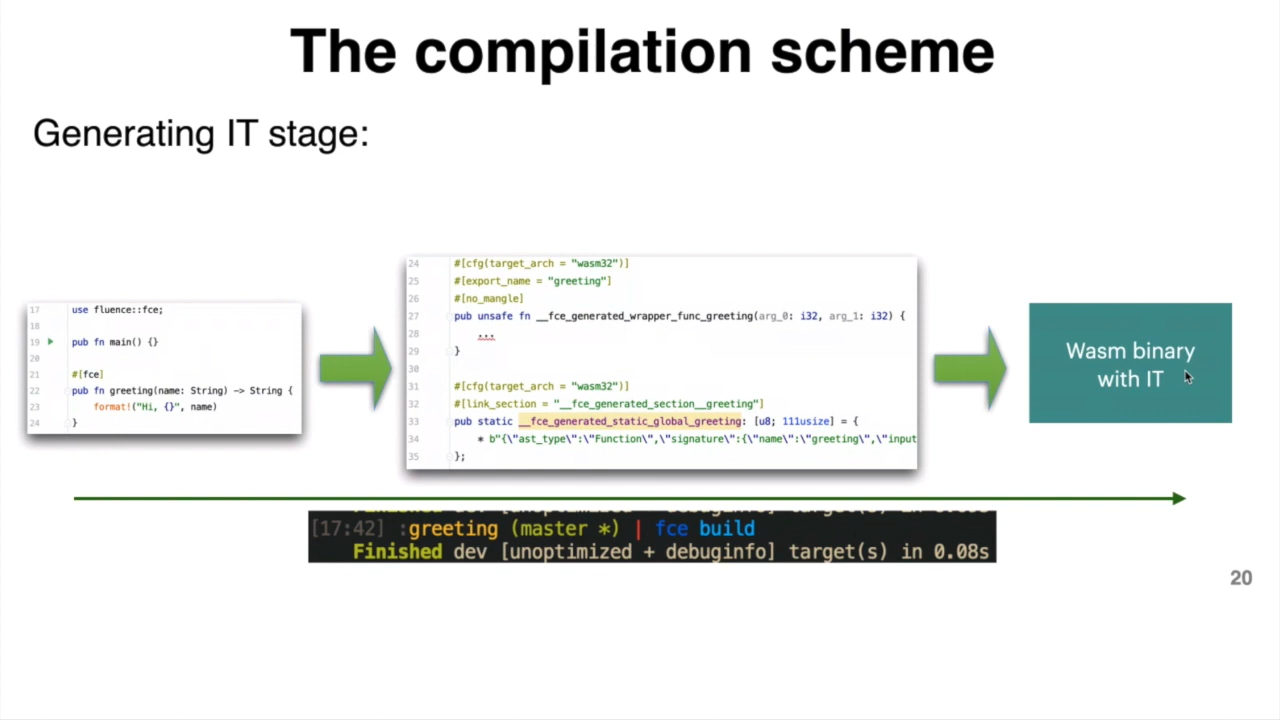 The compilation scheme
Generating IT stage:
17 use fluence::fce;
18
19 pub fn main() {}
20
21 #[fce]
22 pub fn greeting(name: String) -> String {
23 format!("Hi, {}", name)
24 }
24 #[cfg(target_arch = "wasm32")]
25 #[export_name = "greeting"]
26 #[no_mangle]
27 pub unsafe fn __fce_generated_wrapper_func_greeting(arg_0: i32, arg_1: i32) {
28 ...
29 }
30
31 #[cfg(target_arch = "wasm32")]
32 #[link_section = "__fce_generated_section__greeting"]
33 pub static __fce_generated_static_global_greeting: [u8; 111usize] = {
34 * b"{\"ast_type\":\"Function\",\"signature\":{\"name\":\"greeting\",\"input
35 };
Wasm binary
with IT
[17:42] :greeting (master *) | fce build
Finished dev [unoptimized + debuginfo] target(s) in 0.08s
20